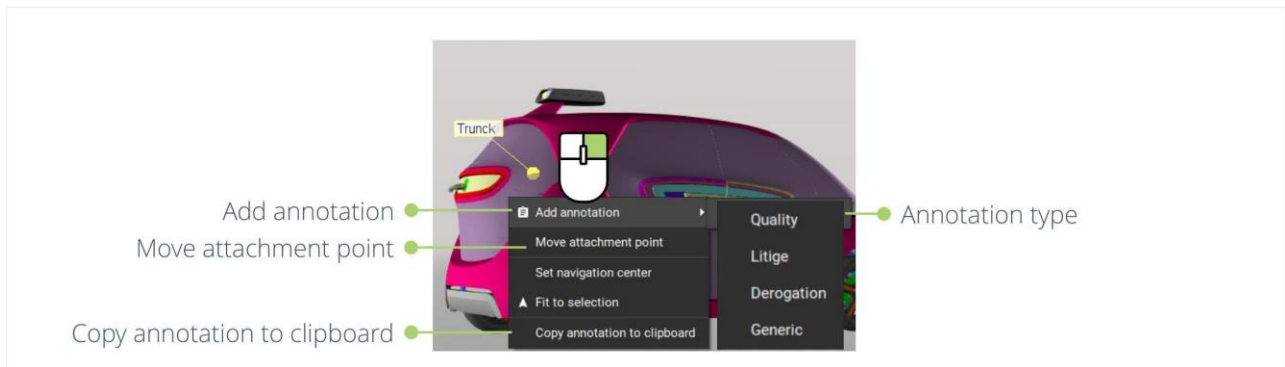 Trunck
Add annotation
Move attachment point
Copy annotation to clipboard
Add annotation
Move attachment point
Set navigation center
Fit to selection
Copy annotation to clipboard
Quality
Litige
Derogation
Generic
Annotation type